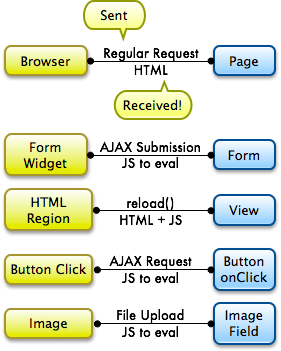 Sent
Browser
Regular Request
HTML
Page
Received!
Form
Widget
AJAX Submission
JS to eval
Form
HTML
Region
reload()
HTML + JS
View
Button Click
AJAX Request
JS to eval
Button
onClick
Image
File Upload
JS to eval
Image
Field